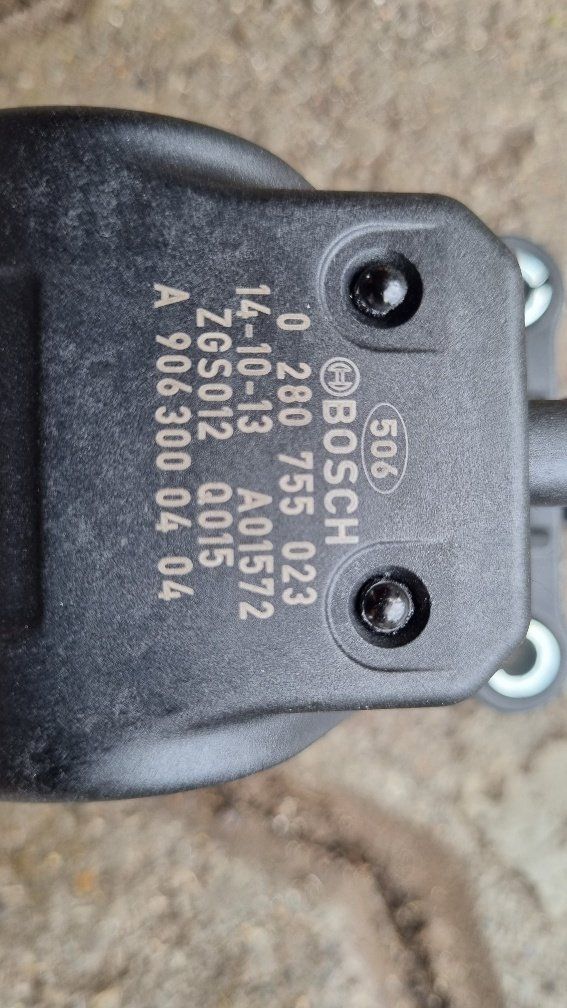 506
BOSCH
0 280 755 023
14-10-13 A01572
ZGS012 Q015
A 906 300 04 04